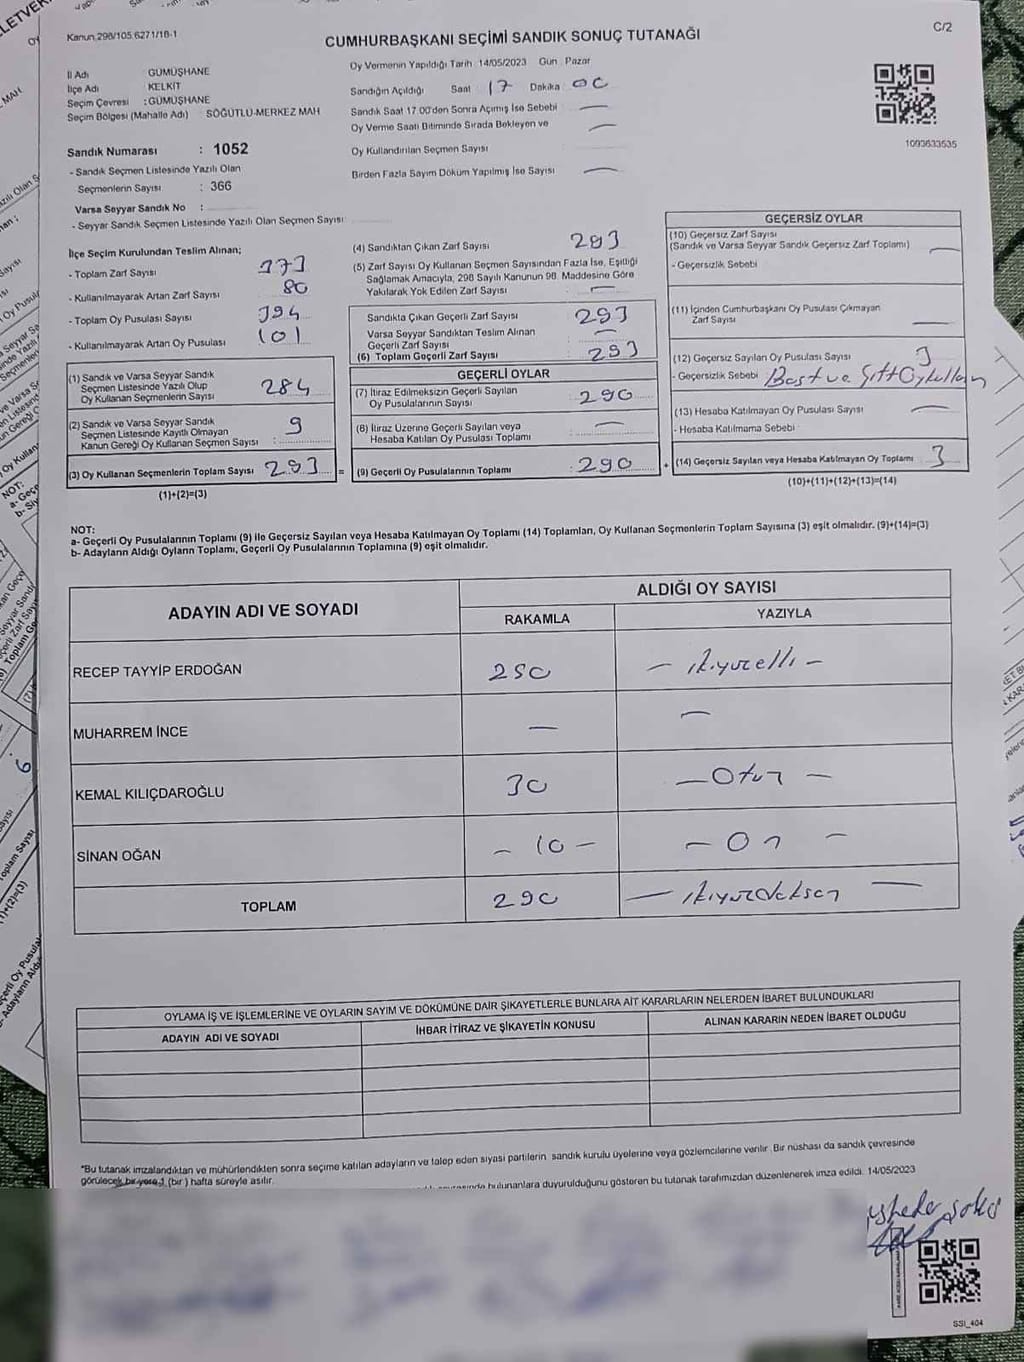 Kanun 298/105 6271/18-1
C/2
CUMHURBAŞKANI SEÇİMİ SANDIK SONUÇ TUTANAĞI
İl Adı GÜMÜŞHANE
İlçe Adı KELKİT
Seçim Çevresi : GÜMÜŞHANE
Seçim Bölgesi (Mahalle Adı) SÖĞÜTLÜ-MERKEZ MAH
Oy Vermenin Yapıldığı Tarih 14/05/2023 Gün Pazar
Sandığın Açıldığı Saat 17 Dakika 00
Sandık Saat 17 00'den Sonra Açımış İse Sebebi —
Oy Verme Saati Bitiminde Sırada Bekleyen ve —
Oy Kullandırılan Seçmen Sayısı
Birden Fazla Sayım Döküm Yapılmış İse Sayısı —
1093633535
Sandık Numarası : 1052
- Sandık Seçmen Listesinde Yazılı Olan
Seçmenlerin Sayısı : 366
Varsa Seyyar Sandık No :
- Seyyar Sandık Seçmen Listesinde Yazılı Olan Seçmen Sayısı
İlçe Seçim Kurulundan Teslim Alınan;
- Toplam Zarf Sayısı 373
- Kullanılmayarak Artan Zarf Sayısı 80
- Toplam Oy Pusulası Sayısı 394
- Kullanılmayarak Artan Oy Pusulası 101
(1) Sandık ve Varsa Seyyar Sandık
Seçmen Listesinde Yazılı Olup
Oy Kullanan Seçmenlerin Sayısı 284
(2) Sandık ve Varsa Seyyar Sandık
Seçmen Listesinde Kayıtlı Olmayan
Kanun Gereği Oy Kullanan Seçmen Sayısı : 9
(3) Oy Kullanan Seçmenlerin Toplam Sayısı 293 =
(1)+(2)=(3)
(4) Sandıktan Çıkan Zarf Sayısı 293
(5) Zarf Sayısı Oy Kullanan Seçmen Sayısından Fazla İse, Eşitliği
Sağlamak Amacıyla, 298 Sayılı Kanunun 98. Maddesine Göre
Yakılarak Yok Edilen Zarf Sayısı —
Sandıkta Çıkan Geçerli Zarf Sayısı 293
Varsa Seyyar Sandıktan Teslim Alınan
Geçerli Zarf Sayısı —
(6) Toplam Geçerli Zarf Sayısı 293
GEÇERLİ OYLAR
(7) İtiraz Edilmeksizin Geçerli Sayılan
Oy Pusulalarının Sayısı 290
(8) İtiraz Üzerine Geçerli Sayılan veya
Hesaba Katılan Oy Pusulası Toplamı —
(9) Geçerli Oy Pusulalarının Toplamı : 290 +
GEÇERSİZ OYLAR
(10) Geçersiz Zarf Sayısı
(Sandık ve Varsa Seyyar Sandık Geçersiz Zarf Toplamı) —
- Geçersizlik Sebebi
(11) İçinden Cumhurbaşkanı Oy Pusulası Çıkmayan
Zarf Sayısı —
(12) Geçersiz Sayılan Oy Pusulası Sayısı 3
- Geçersizlik Sebebi
(13) Hesaba Katılmayan Oy Pusulası Sayısı —
- Hesaba Katılmama Sebebi
(14) Geçersiz Sayılan veya Hesaba Katılmayan Oy Toplamı 3
(10)+(11)+(12)+(13)=(14)
NOT:
a- Geçerli Oy Pusulalarının Toplamı (9) ile Geçersiz Sayılan veya Hesaba Katılmayan Oy Toplamı (14) Toplamları, Oy Kullanan Seçmenlerin Toplam Sayısına (3) eşit olmalıdır. (9)+(14)=(3)
b- Adayların Aldığı Oyların Toplamı, Geçerli Oy Pusulalarının Toplamına (9) eşit olmalıdır.
ADAYIN ADI VE SOYADI ALDIĞI OY SAYISI
RAKAMLA YAZIYLA
RECEP TAYYİP ERDOĞAN 250 — ikiyüzelli —
MUHARREM İNCE — —
KEMAL KILIÇDAROĞLU 30 — Otuz —
SİNAN OĞAN — 10 — — On —
TOPLAM 290 — ikiyüzdoksan —
OYLAMA İŞ VE İŞLEMLERİNE VE OYLARIN SAYIM VE DÖKÜMÜNE DAİR ŞİKAYETLERLE BUNLARA AİT KARARLARIN NELERDEN İBARET BULUNDUKLARI
ADAYIN ADI VE SOYADI İHBAR İTİRAZ VE ŞİKAYETİN KONUSU ALINAN KARARIN NEDEN İBARET OLDUĞU
*Bu tutanak imzalandıktan ve mühürlendikten sonra seçime katılan adayların ve talep eden siyasi partilerin sandık kurulu üyelerine veya gözlemcilerine verilir. Bir nüshası da sandık çevresinde
görülecek bir yere 1 (bir) hafta süreyle asılır.
bulunanlara duyurulduğunu gösteren bu tutanak tarafımızdan düzenlenerek imza edildi. 14/05/2023
SSI_404